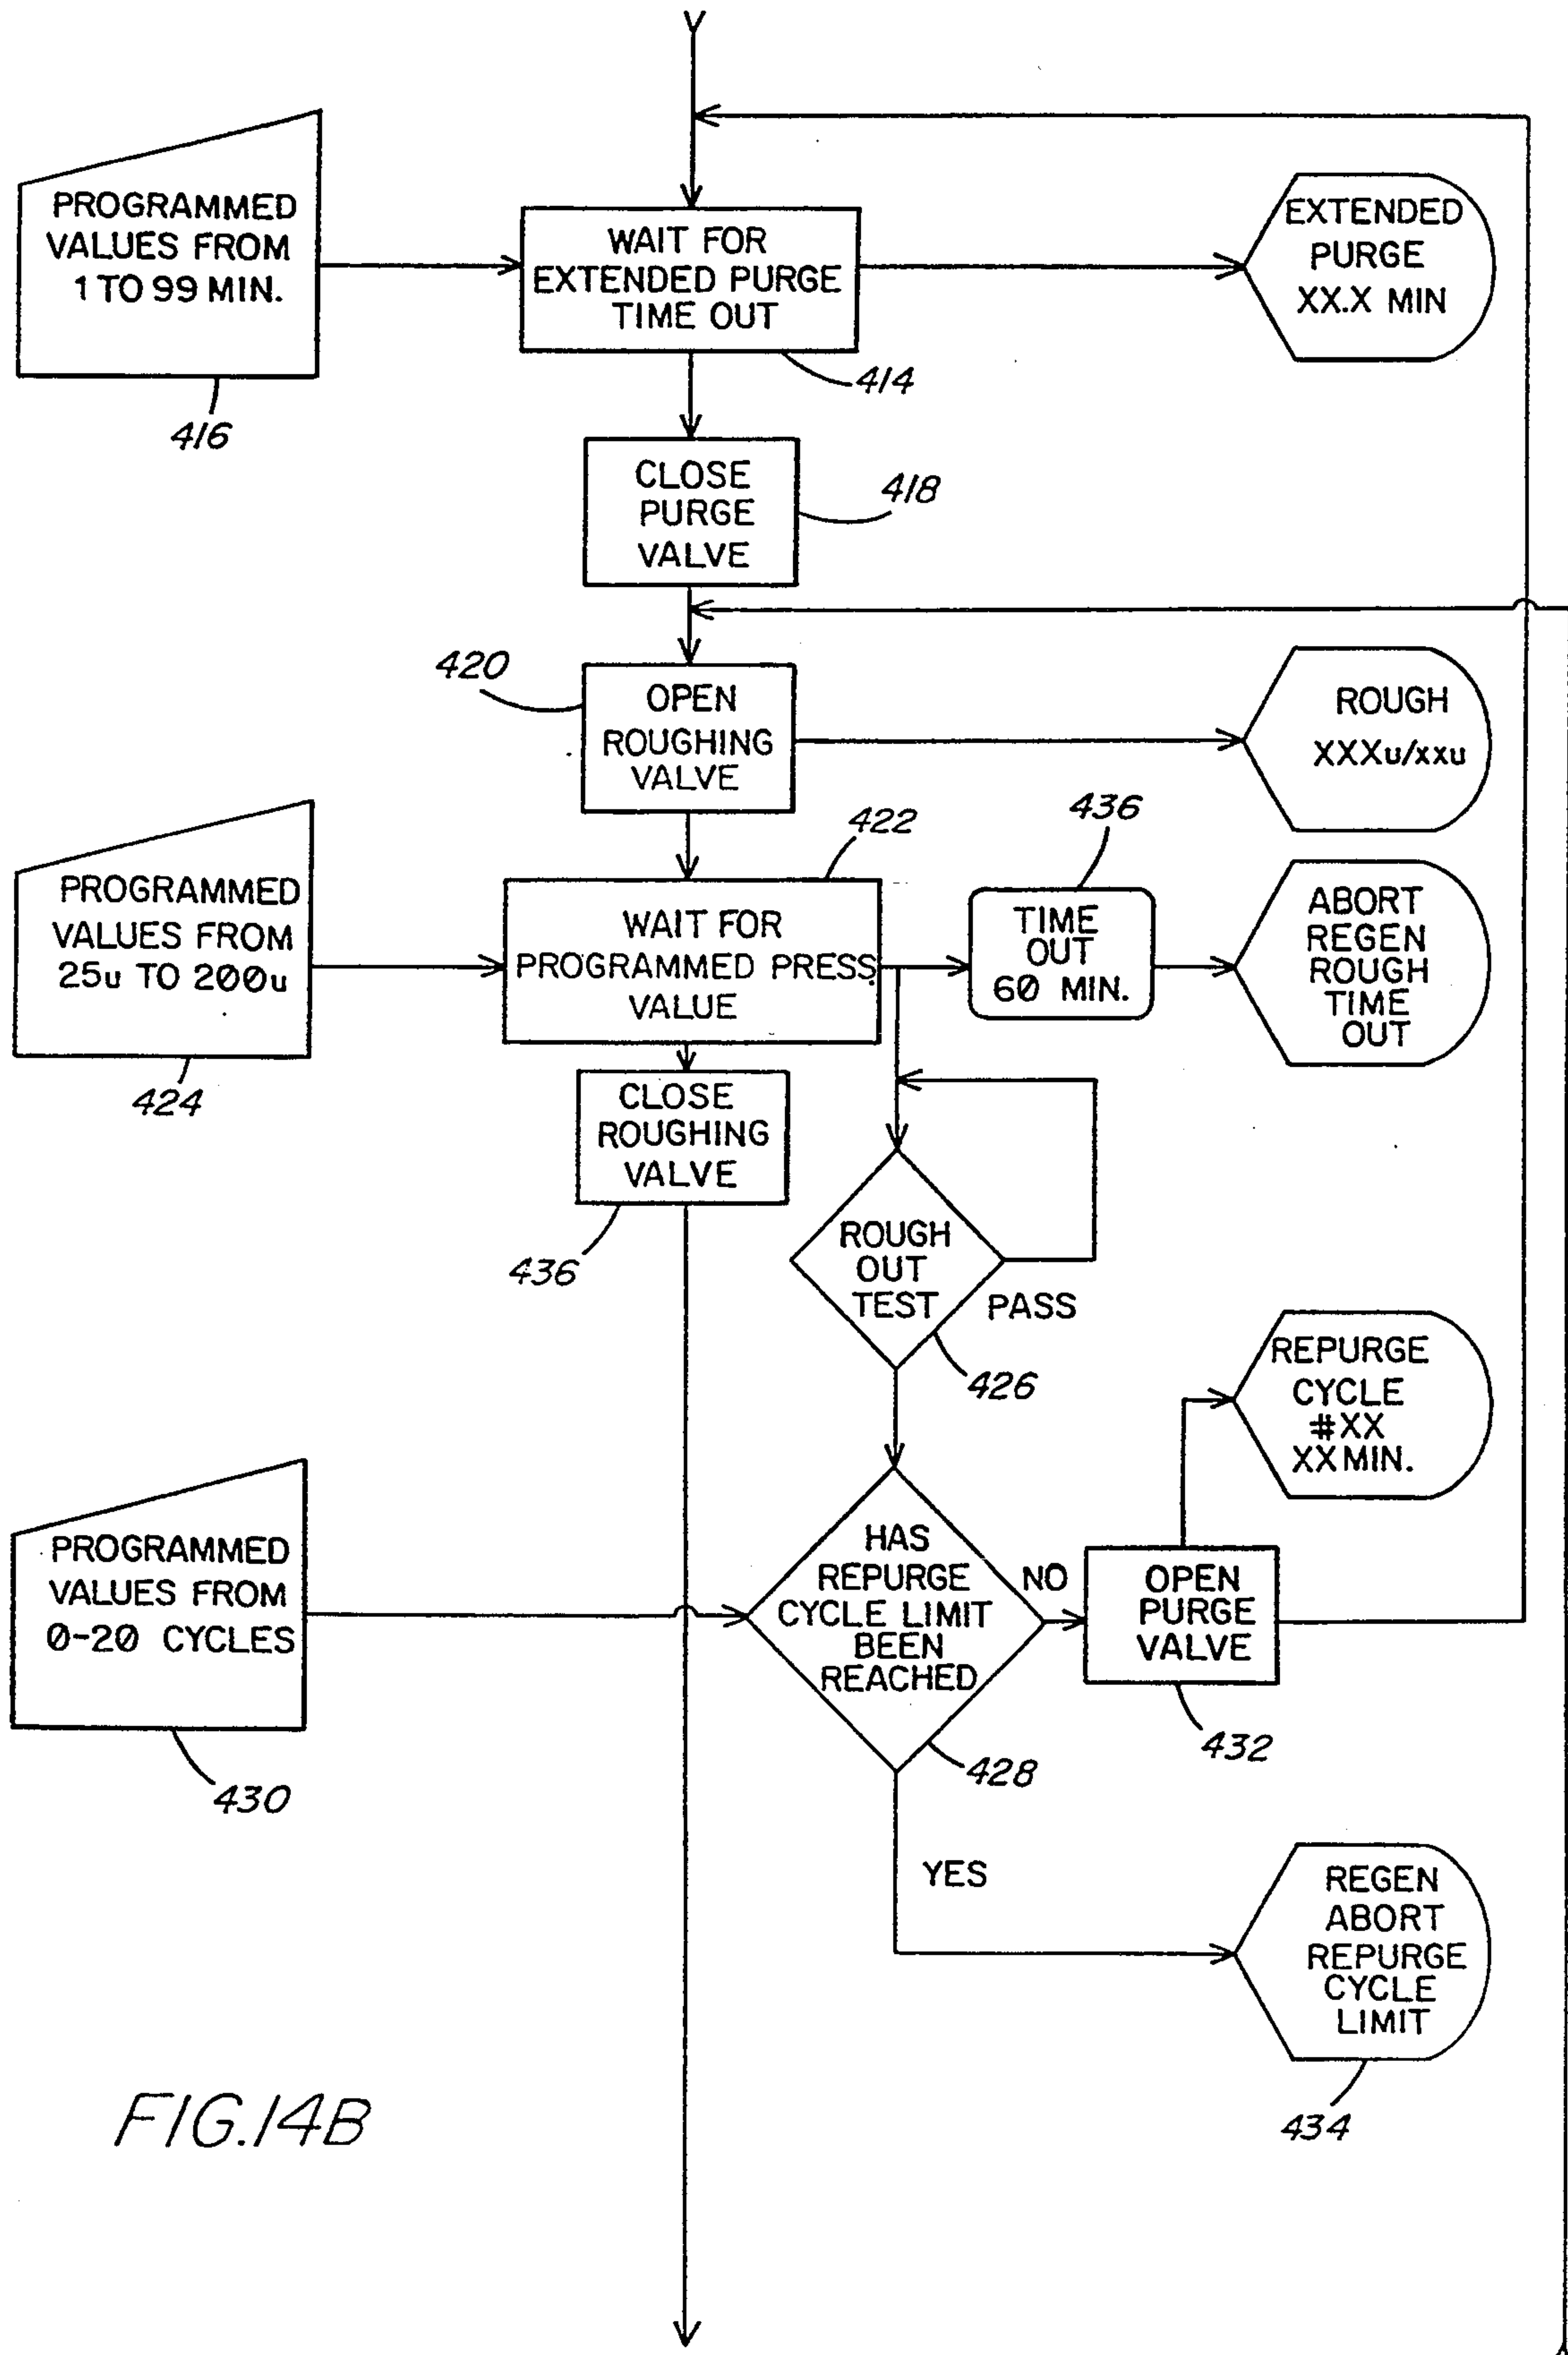 PROGRAMMED
VALUES FROM
1 TO 99 MIN.
416
WAIT FOR
EXTENDED PURGE
TIME OUT
414
EXTENDED
PURGE
XX.X MIN
CLOSE
PURGE
VALVE
418
420
OPEN
ROUGHING
VALVE
ROUGH
XXXu/xxu
PROGRAMMED
VALUES FROM
25u TO 200u
424
422
WAIT FOR
PROGRAMMED PRESS.
VALUE
436
TIME
OUT
60 MIN.
ABORT
REGEN
ROUGH
TIME
OUT
CLOSE
ROUGHING
VALVE
436
ROUGH
OUT
TEST
PASS
426
REPURGE
CYCLE
#XX
XX MIN.
PROGRAMMED
VALUES FROM
0-20 CYCLES
430
HAS
REPURGE
CYCLE LIMIT
BEEN
REACHED
428
NO
OPEN
PURGE
VALVE
432
YES
REGEN
ABORT
REPURGE
CYCLE
LIMIT
434
FIG.14B